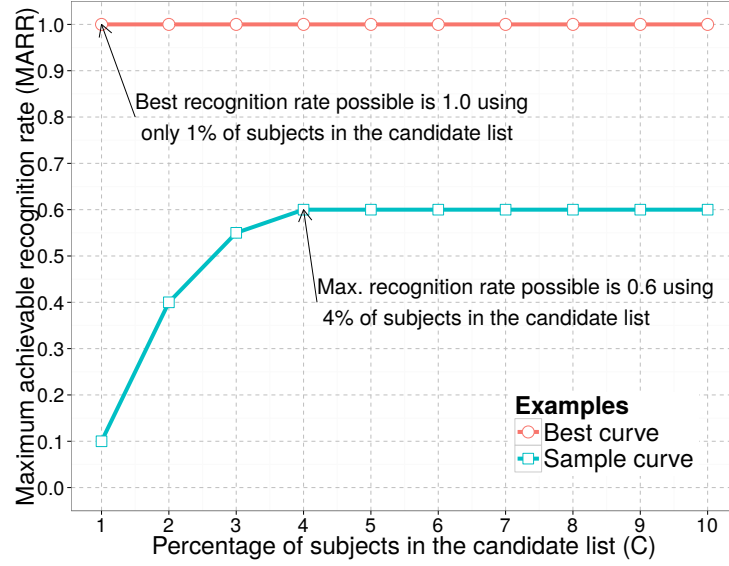 Maximum achievable recognition rate (MARR)
1.0
0.9
0.8
0.7
0.6
0.5
0.4
0.3
0.2
0.1
0.0
Best recognition rate possible is 1.0 using
only 1% of subjects in the candidate list
Max. recognition rate possible is 0.6 using
4% of subjects in the candidate list
Examples
Best curve
Sample curve
1 2 3 4 5 6 7 8 9 10
Percentage of subjects in the candidate list (C)